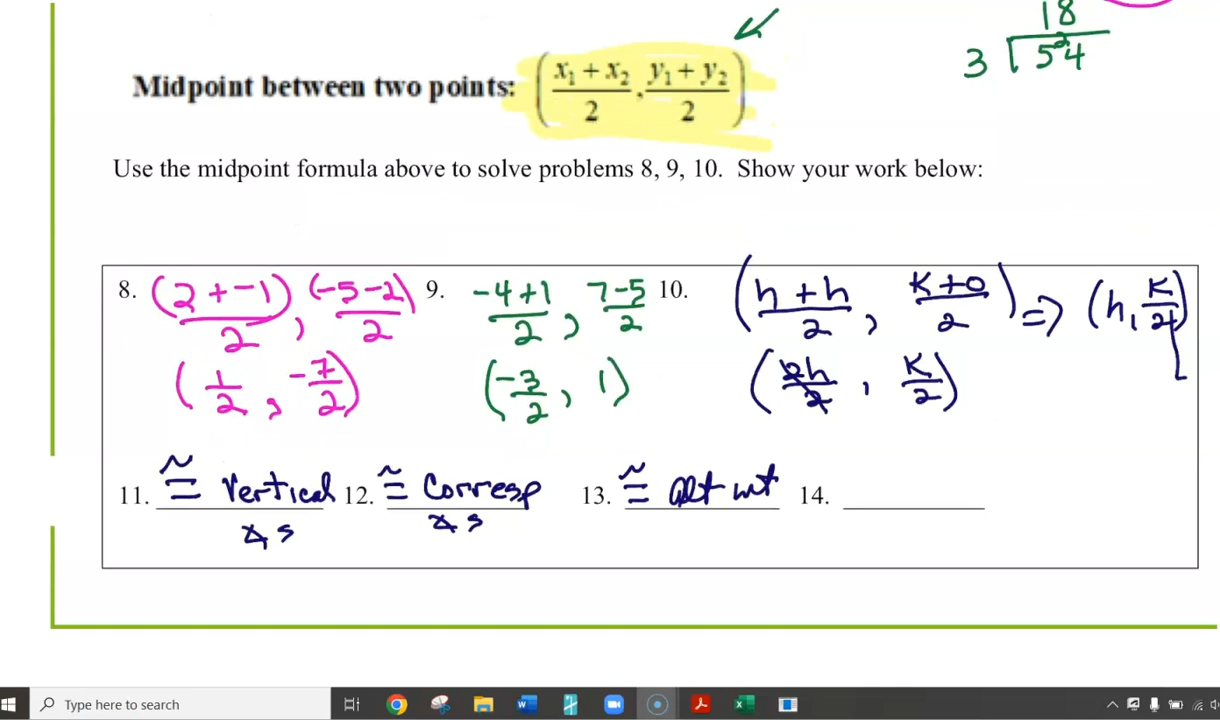 18
3 √54
2
Midpoint between two points: ( (x₁ + x₂)/2 , (y₁ + y₂)/2 )
Use the midpoint formula above to solve problems 8, 9, 10. Show your work below:
8. (2 + -1)/2 , (-5-2)/2
(1/2 , -7/2)
9. -4+1/2 , 7-5/2
(-3/2 , 1)
10. (h + h/2 , k+0/2) => (h, k/2)
(2h/2 , k/2)
11. ≅ Vertical ∡s
12. ≅ Corresp ∡s
13. ≅ alt int
14.
Type here to search